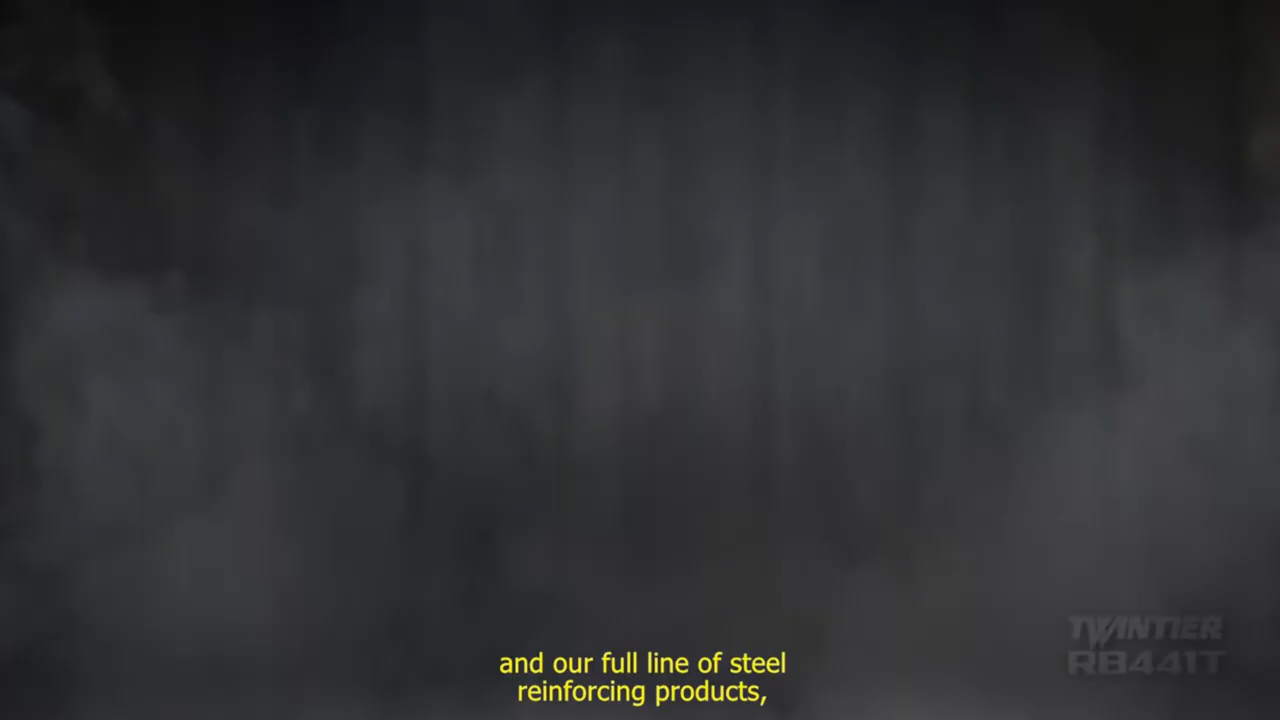 TWINTIER
RB441T
and our full line of steel
reinforcing products,